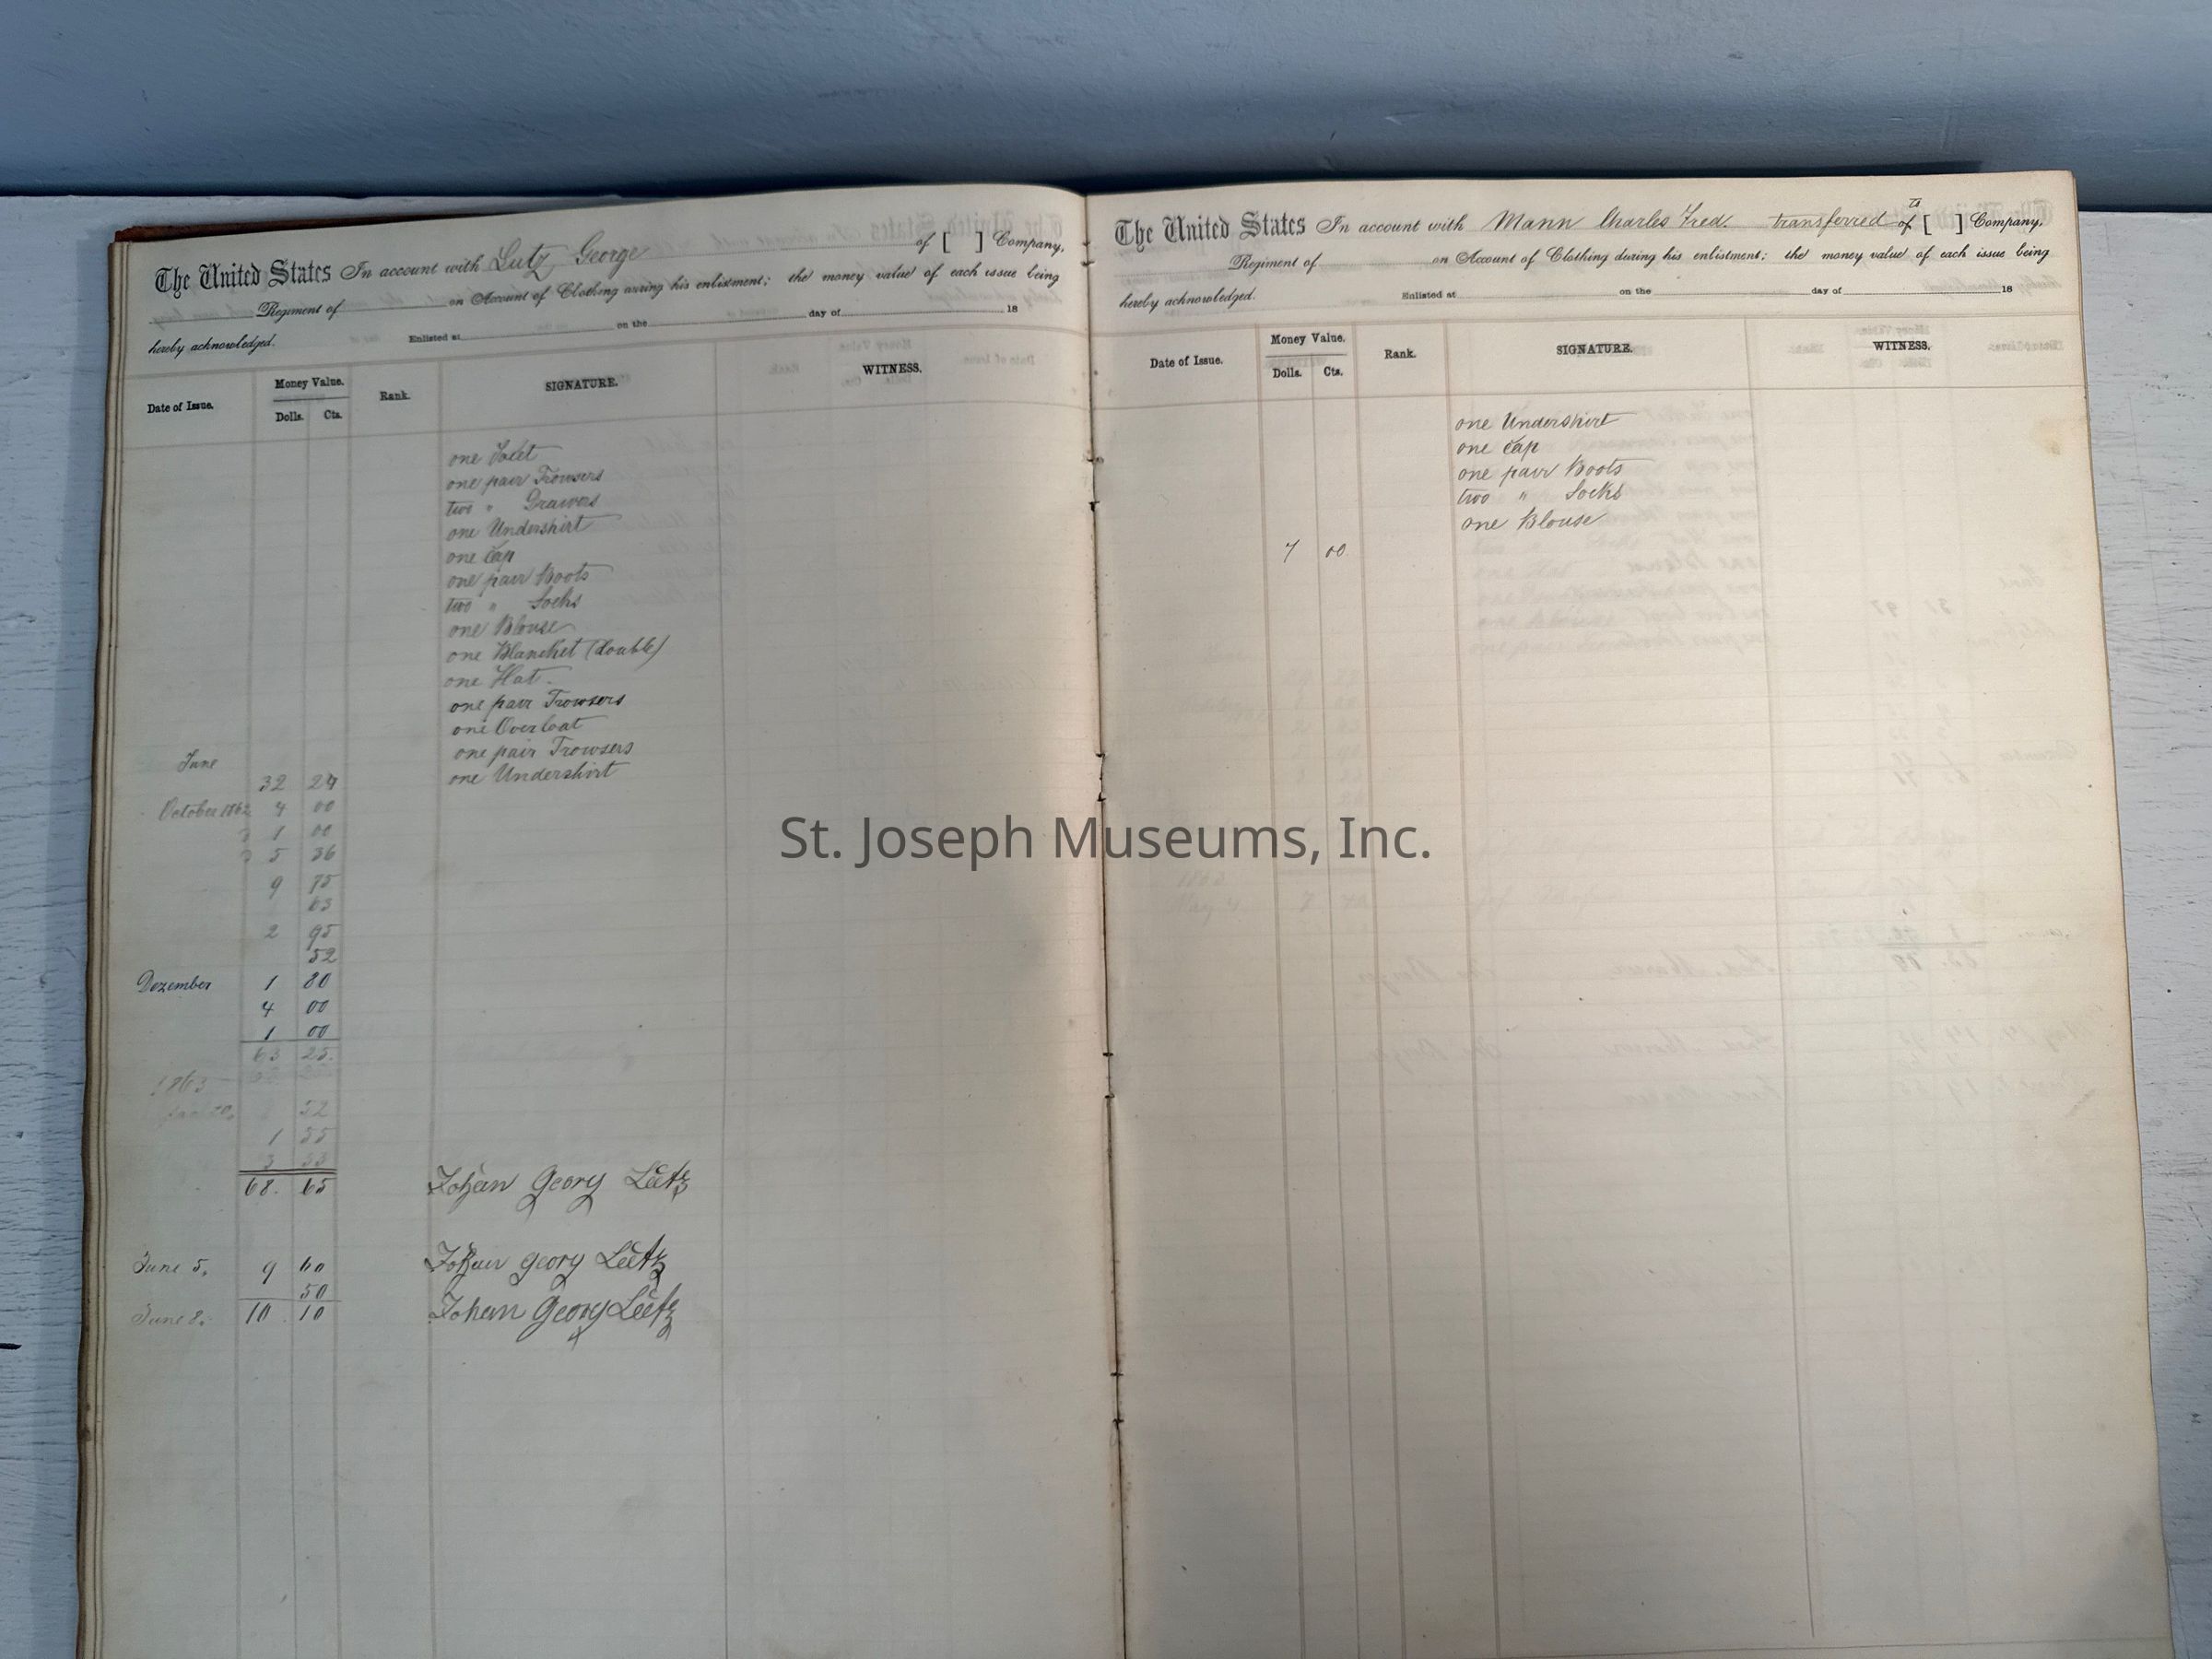 The United States In account with Lutz George of [ ] Company,
Regiment of on Account of Clothing during his enlistment; the money value of each issue being
hereby acknowledged. Enlisted at on the day of 18
Date of Issue. Money Value. Rank. SIGNATURE. WITNESS.
Dolls. Cts.
one
one pair Trowsers
two " Drawers
one Undershirt
one Cap
one pair Boots
two " Socks
one Blouse
one Blanchet (double)
one Hat.
one pair Trowsers
one Over Coat
June one pair Trowsers
32 24 one Undershirt
October 1862 4 00
1 00
5 36
9 75
63
2 95
52
Dezember 1 80
4 00
1 00
63 25.
1863
52
1 55
3 33
68. 65 Johan Georg Lutz
June 5. 9 60 Johan Georg Lutz
50
June 8. 10 10 Johan Georg Lutz
The United States In account with Mann Charles Fred. transferred to of [ ] Company,
Regiment of on Account of Clothing during his enlistment; the money value of each issue being
hereby acknowledged. Enlisted at on the day of 18
Date of Issue. Money Value. Rank. SIGNATURE. WITNESS.
Dolls. Cts.
one Undershirt
one Cap
one pair Boots
two " Socks
one Blouse
7 00
St. Joseph Museums, Inc.